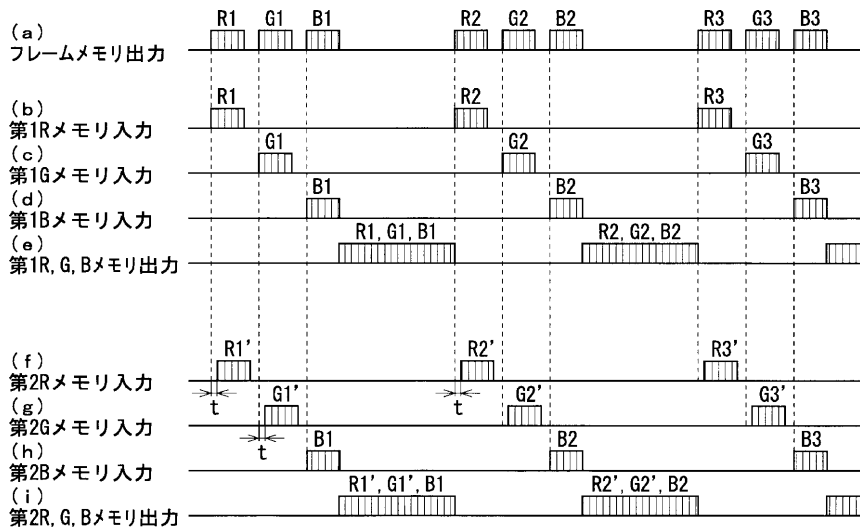 R1 G1 B1 R2 G2 B2 R3 G3 B3
(a)
フレームメモリ出力
R1 R2 R3
(b)
第1Rメモリ入力
G1 G2 G3
(c)
第1Gメモリ入力
B1 B2 B3
(d)
第1Bメモリ入力
R1, G1, B1 R2, G2, B2
(e)
第1R, G, Bメモリ出力
R1' R2' R3'
(f)
第2Rメモリ入力
t t
G1' G2' G3'
(g)
第2Gメモリ入力
t
B1 B2 B3
(h)
第2Bメモリ入力
R1', G1', B1 R2', G2', B2
(i)
第2R, G, Bメモリ出力